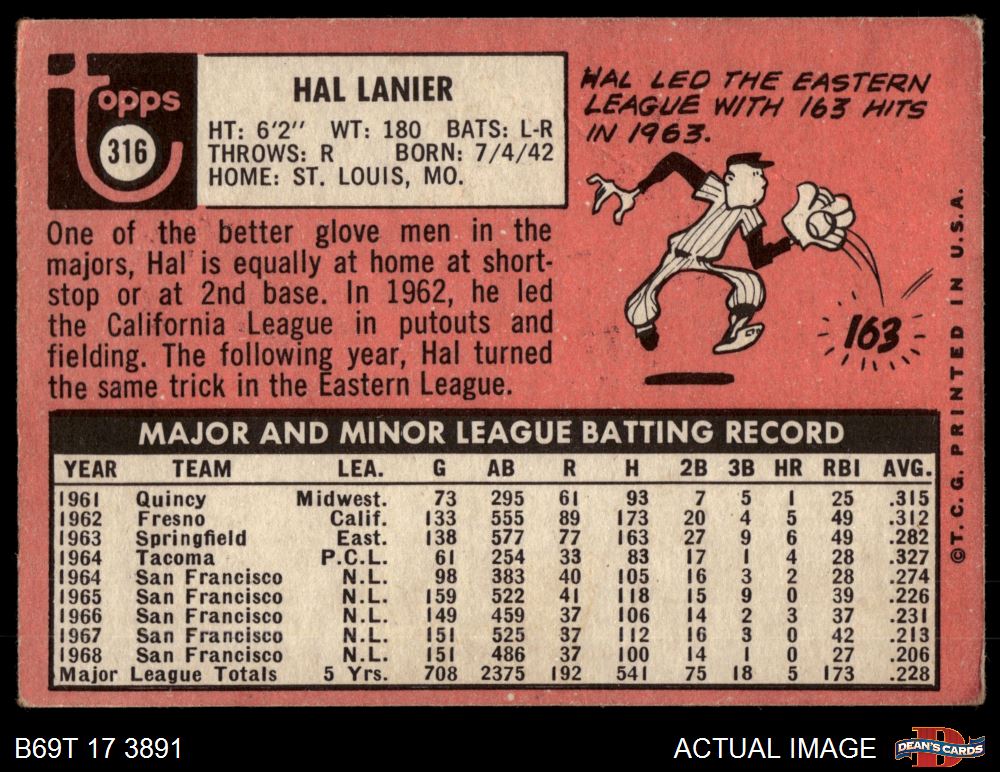 Topps
316
HAL LANIER
HT: 6'2" WT: 180 BATS: L-R
THROWS: R BORN: 7/4/42
HOME: ST. LOUIS, MO.
HAL LED THE EASTERN
LEAGUE WITH 163 HITS
IN 1963.
163
One of the better glove men in the
majors, Hal is equally at home at short-
stop or at 2nd base. In 1962, he led
the California League in putouts and
fielding. The following year, Hal turned
the same trick in the Eastern League.
MAJOR AND MINOR LEAGUE BATTING RECORD
YEAR TEAM LEA. G AB R H 2B 3B HR RBI AVG.
1961 Quincy Midwest. 73 295 61 93 7 5 1 25 .315
1962 Fresno Calif. 133 555 89 173 20 4 5 49 .312
1963 Springfield East. 138 577 77 163 27 9 6 49 .282
1964 Tacoma P.C.L. 61 254 33 83 17 1 4 28 .327
1964 San Francisco N.L. 98 383 40 105 16 3 2 28 .274
1965 San Francisco N.L. 159 522 41 118 15 9 0 39 .226
1966 San Francisco N.L. 149 459 37 106 14 2 3 37 .231
1967 San Francisco N.L. 151 525 37 112 16 3 0 42 .213
1968 San Francisco N.L. 151 486 37 100 14 1 0 27 .206
Major League Totals 5 Yrs. 708 2375 192 541 75 18 5 173 .228
©T. C. G. PRINTED IN U.S.A.
B69T 17 3891
ACTUAL IMAGE
D
DEAN'S CARDS